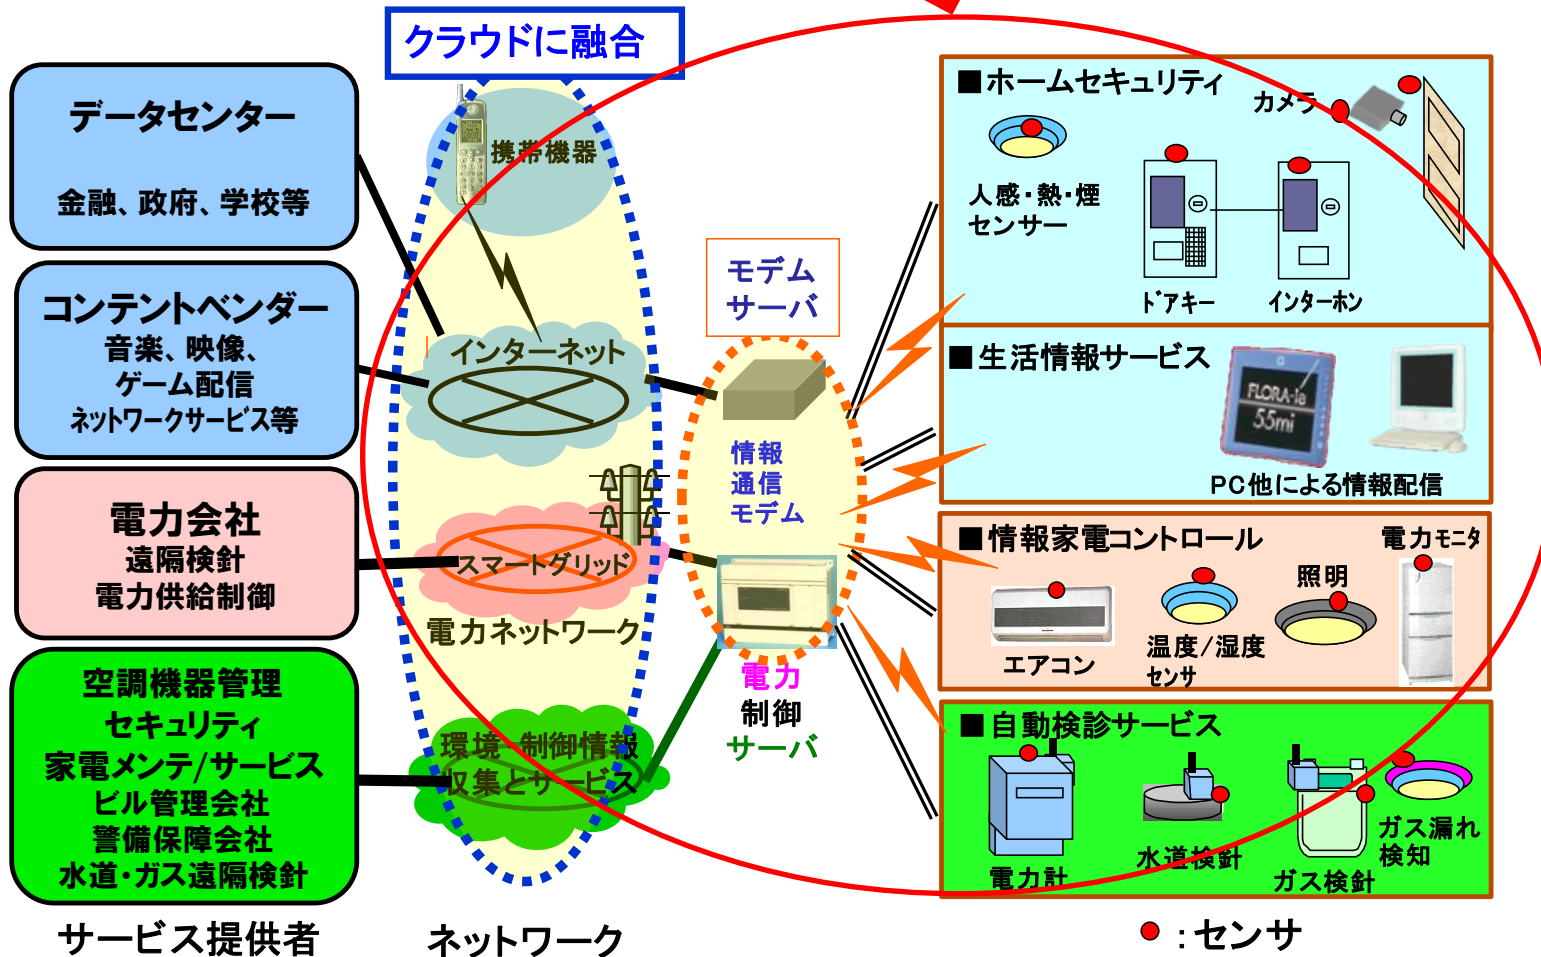 クラウドに融合
データセンター
金融、政府、学校等
コンテントベンダー
音楽、映像、
ゲーム配信
ネットワークサービス等
電力会社
遠隔検針
電力供給制御
空調機器管理
セキュリティ
家電メンテ/サービス
ビル管理会社
警備保障会社
水道・ガス遠隔検針
サービス提供者
携帯機器
インターネット
スマートグリッド
電力ネットワーク
環境・制御情報
収集とサービス
ネットワーク
モデム
サーバ
情報
通信
モデム
電力
制御
サーバ
■ホームセキュリティ
カメラ
人感・熱・煙
センサー
ドアキー
インターホン
■生活情報サービス
FLORA-ie
55mi
PC他による情報配信
■情報家電コントロール
電力モニタ
照明
エアコン
温度/湿度
センサ
■自動検診サービス
電力計
水道検針
ガス検針
ガス漏れ
検知
：センサ